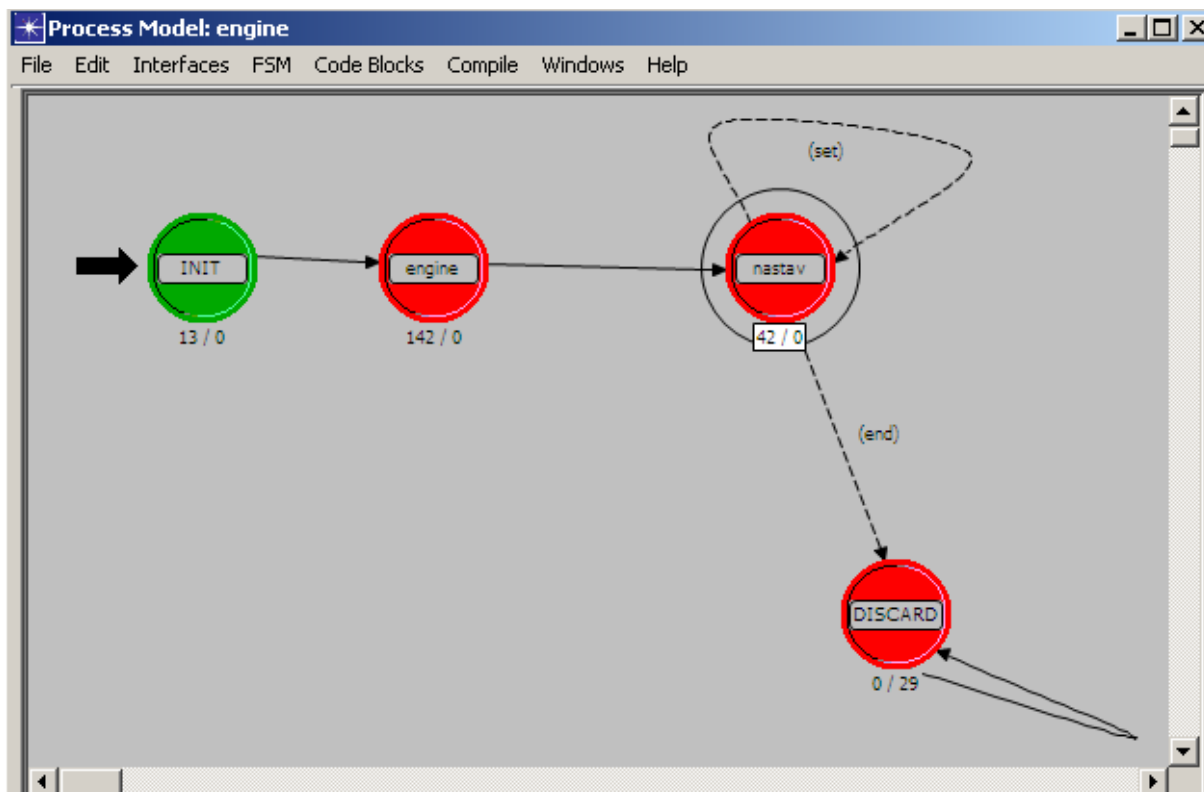 Process Model: engine
File Edit Interfaces FSM Code Blocks Compile Windows Help
(set)
INIT
engine
nastav
13 / 0
142 / 0
42 / 0
(end)
DISCARD
0 / 29